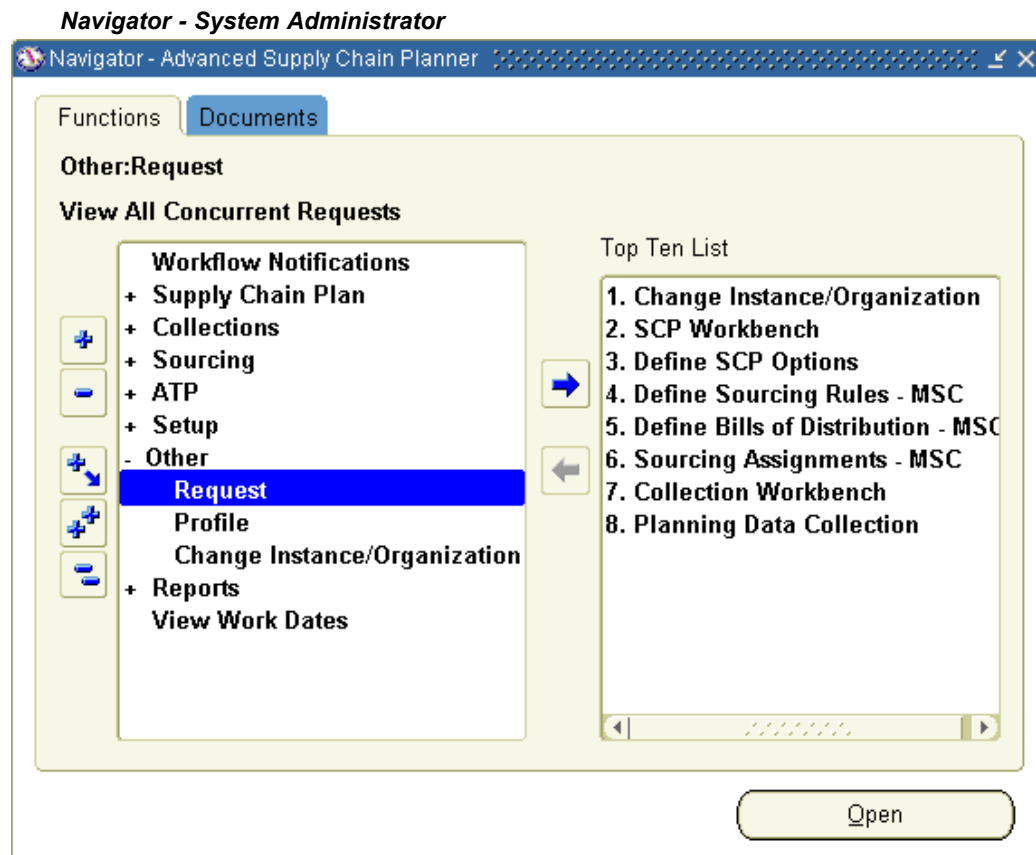 Navigator - System Administrator
Navigator - Advanced Supply Chain Planner
Functions
Documents
Other:Request
View All Concurrent Requests
Workflow Notifications
+ Supply Chain Plan
+ Collections
+ Sourcing
+ ATP
+ Setup
- Other
Request
Profile
Change Instance/Organization
+ Reports
View Work Dates
Top Ten List
1. Change Instance/Organization
2. SCP Workbench
3. Define SCP Options
4. Define Sourcing Rules - MSC
5. Define Bills of Distribution - MSC
6. Sourcing Assignments - MSC
7. Collection Workbench
8. Planning Data Collection
Open